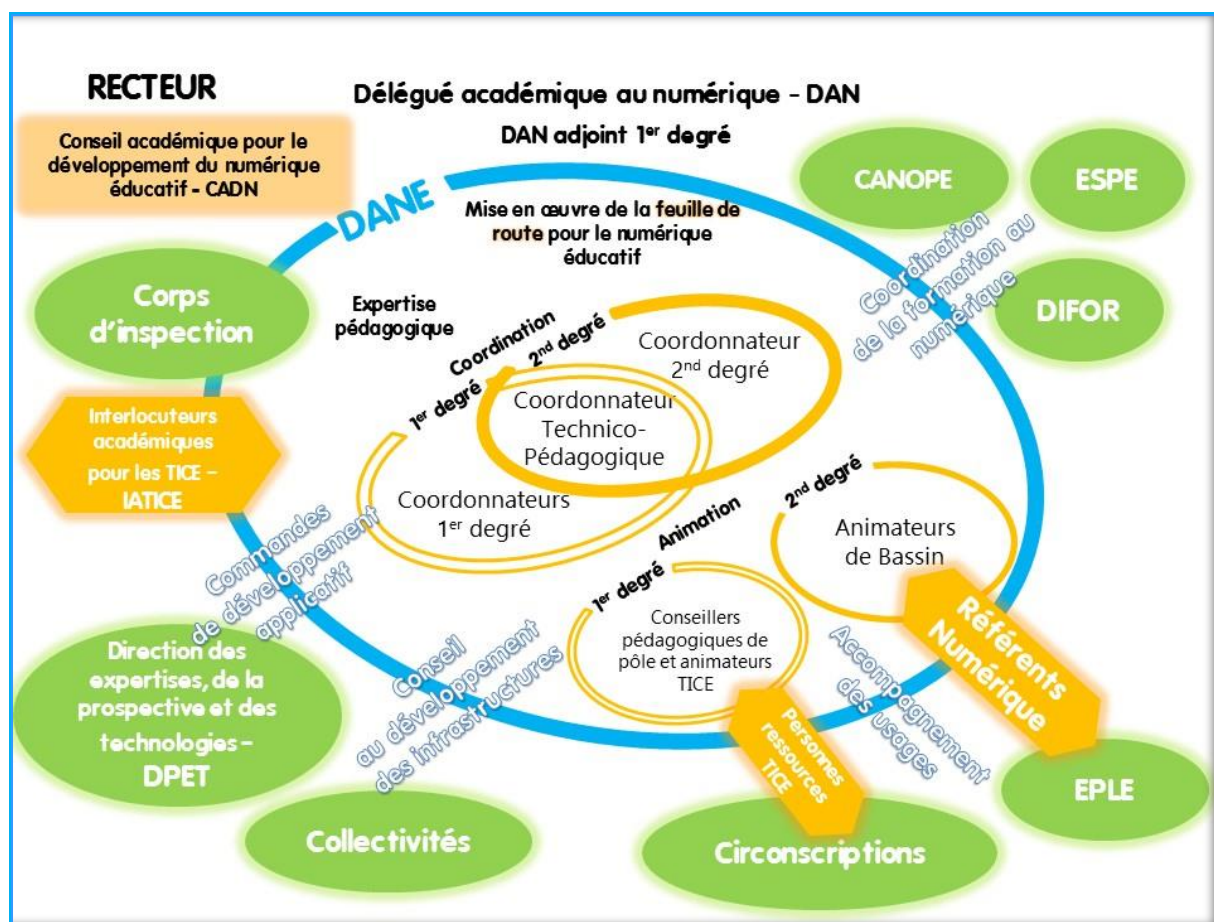 RECTEUR
Conseil académique pour le
développement du numérique
éducatif - CADN
Délégué académique au numérique - DAN
DAN adjoint 1er degré
CANOPE
ESPE
DIFOR
DANE
Mise en œuvre de la feuille de
route pour le numérique
éducatif
Coordination
de la formation au
numérique
Corps
d'inspection
Expertise
pédagogique
Coordination
2nd degré
1er degré
Coordonnateur
2nd degré
Coordonnateur
Technico-
Pédagogique
Coordonnateurs
1er degré
Interlocuteurs
académiques
pour les TICE –
IATICE
Animation
2nd degré
Animateurs
de Bassin
1er degré
Conseillers
pédagogiques de
pôle et animateurs
TICE
Commandes
de développement
applicatif
Conseil
au développement
des infrastructures
Accompagnement
des usages
Référents
Numérique
Personnes
ressources
TICE
Direction des
expertises, de la
prospective et des
technologies –
DPET
Collectivités
Circonscriptions
EPLE